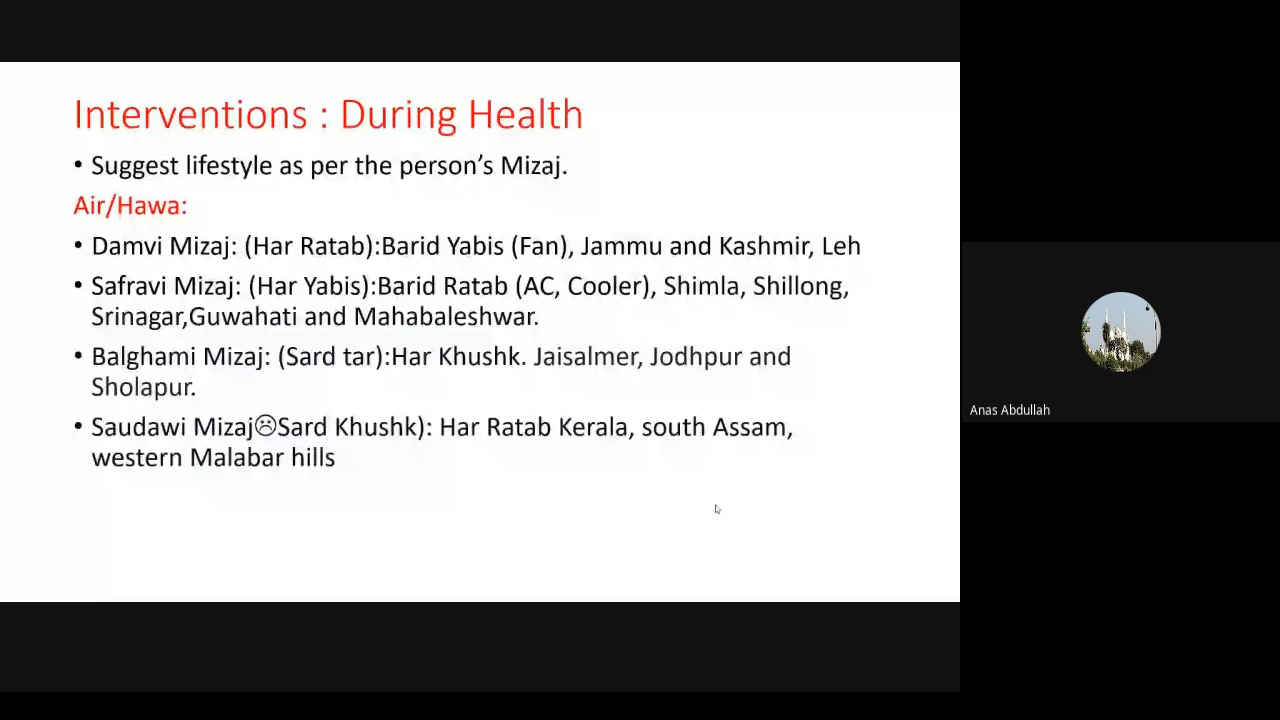 Interventions : During Health
• Suggest lifestyle as per the person's Mizaj.
Air/Hawa:
• Damvi Mizaj: (Har Ratab):Barid Yabis (Fan), Jammu and Kashmir, Leh
• Safravi Mizaj: (Har Yabis):Barid Ratab (AC, Cooler), Shimla, Shillong,
Srinagar,Guwahati and Mahabaleshwar.
• Balghami Mizaj: (Sard tar):Har Khushk. Jaisalmer, Jodhpur and
Sholapur.
• Saudawi Mizaj☹Sard Khushk): Har Ratab Kerala, south Assam,
western Malabar hills
Anas Abdullah